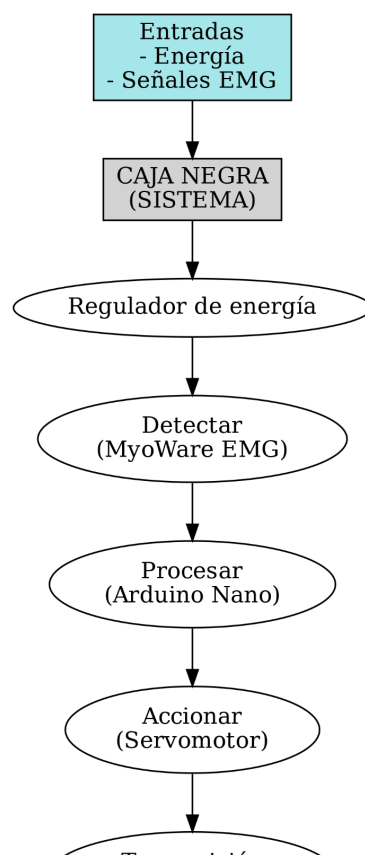 Entradas
- Energía
- Señales EMG
CAJA NEGRA
(SISTEMA)
Regulador de energía
Detectar
(MyoWare EMG)
Procesar
(Arduino Nano)
Accionar
(Servomotor)